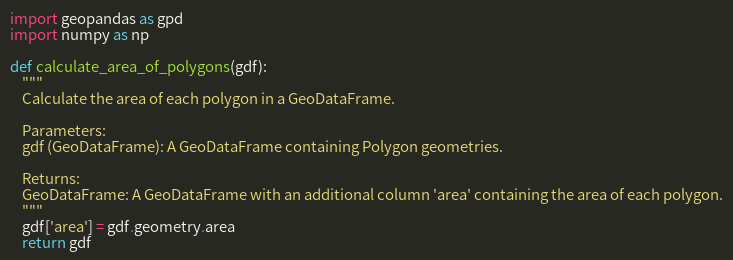 import geopandas as gpd
import numpy as np

def calculate_area_of_polygons(gdf):
    """
    Calculate the area of each polygon in a GeoDataFrame.

    Parameters:
    gdf (GeoDataFrame): A GeoDataFrame containing Polygon geometries.

    Returns:
    GeoDataFrame: A GeoDataFrame with an additional column 'area' containing the area of each polygon.
    """
    gdf['area'] = gdf.geometry.area
    return gdf